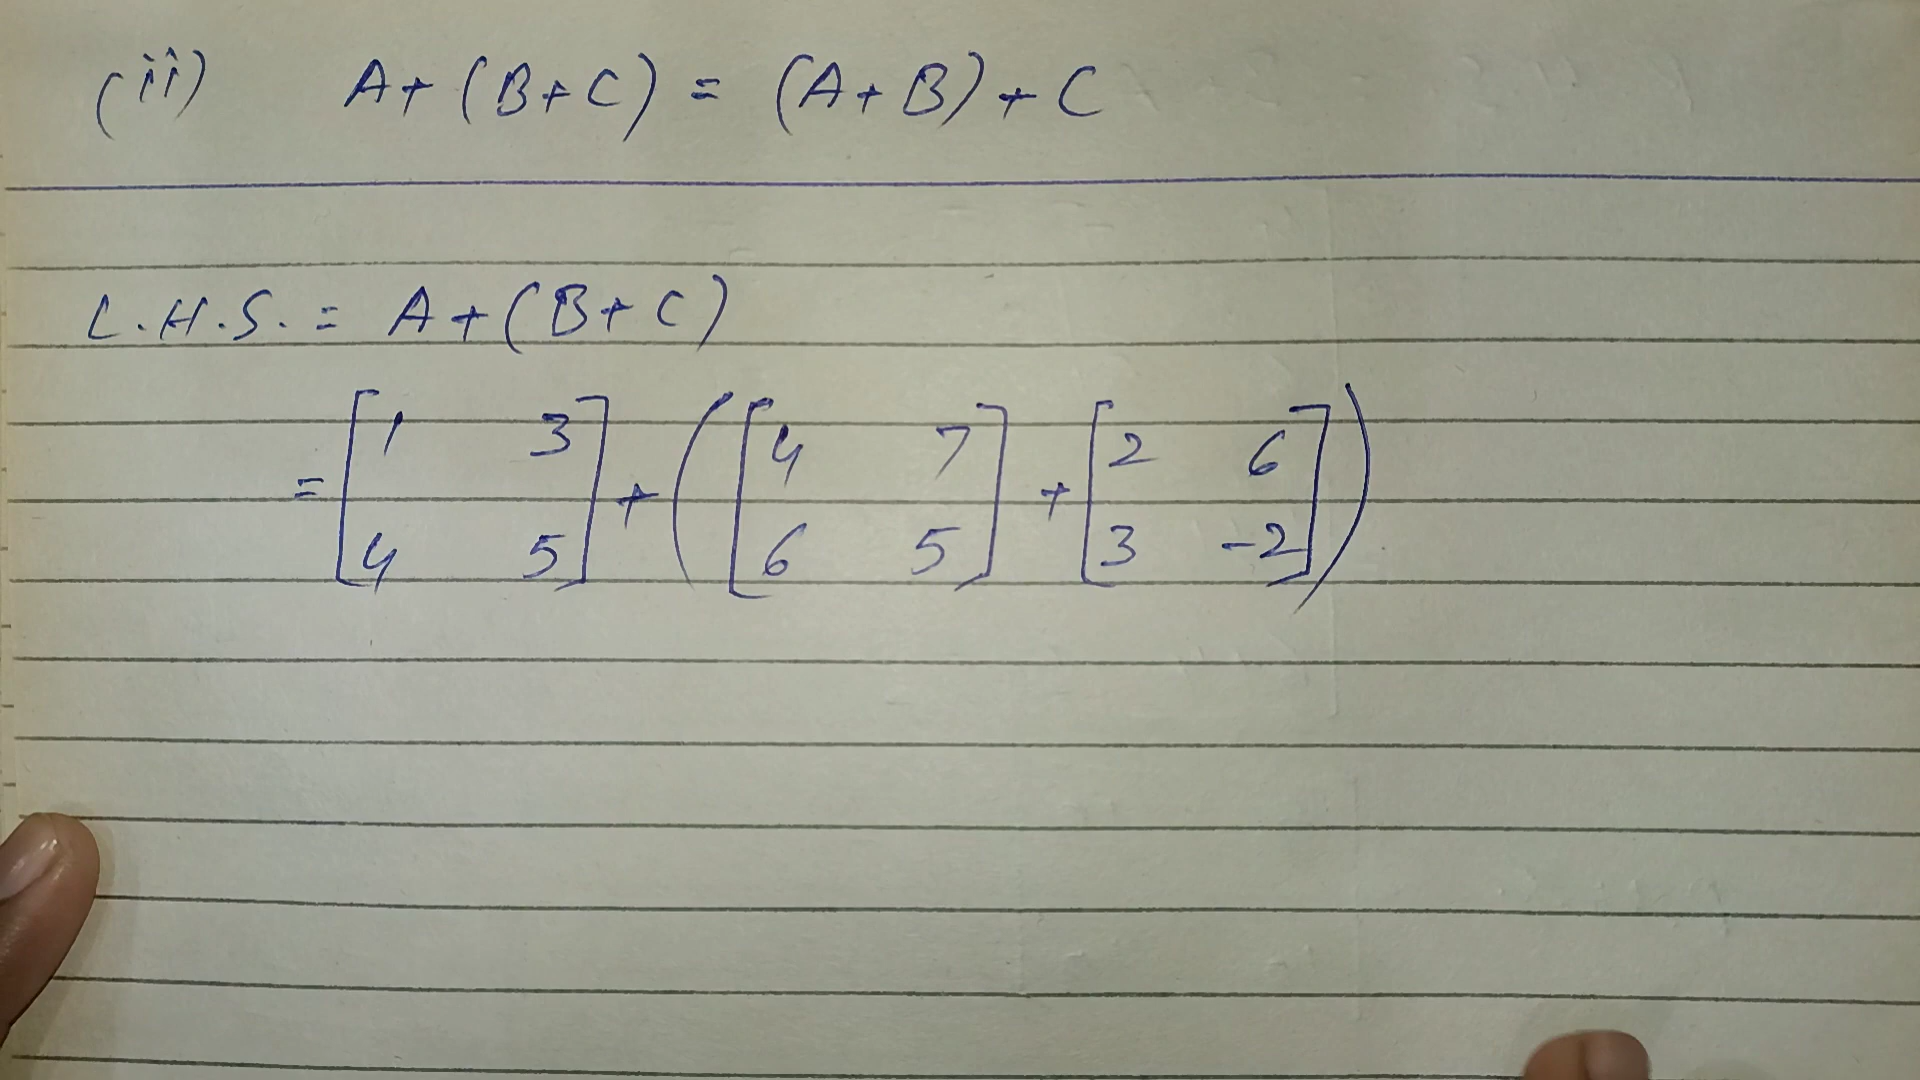 (ii) A+(B+C) = (A+B)+C
L.H.S. = A+(B+C)
= [1 3 4 5] + ([4 7 6 5] + [2 6 3 -2])